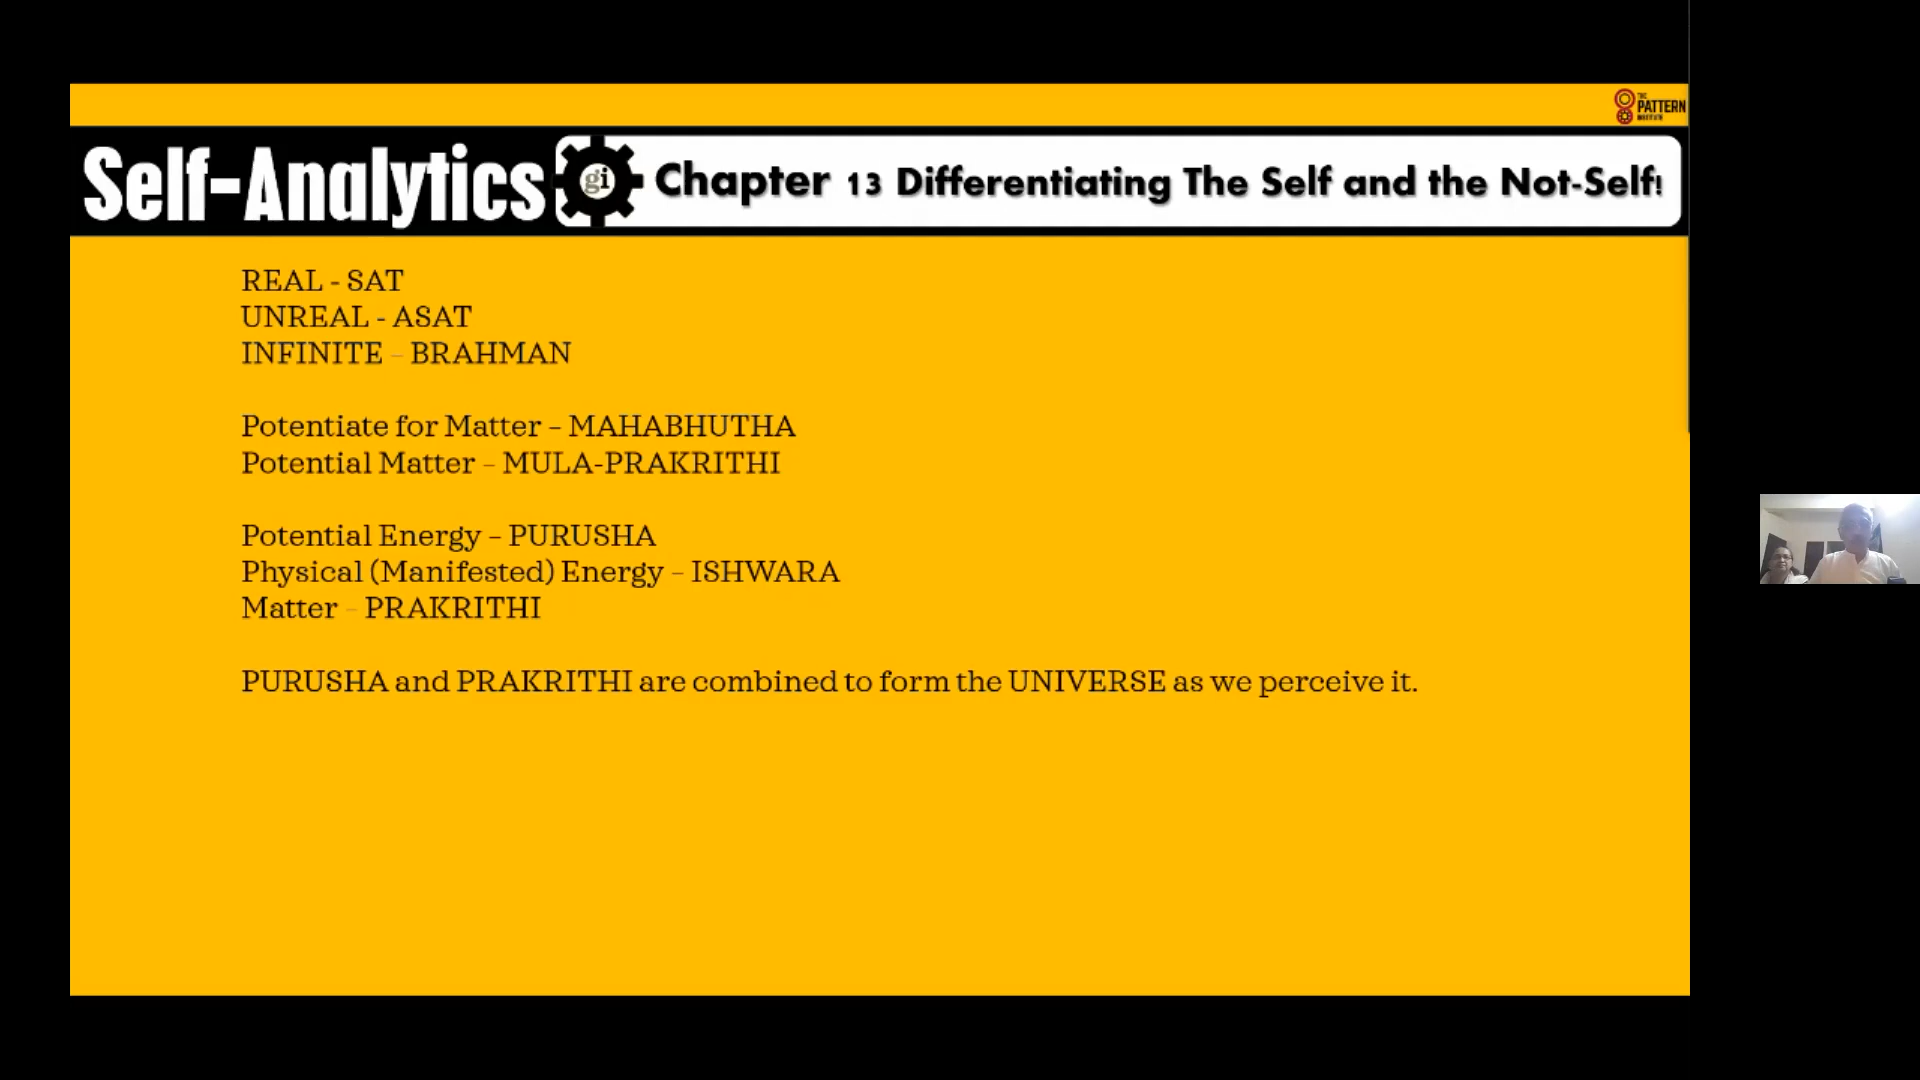 THE
PATTERN
INSTITUTE
Self-Analytics gi Chapter 13 Differentiating The Self and the Not-Self!
REAL - SAT
UNREAL - ASAT
INFINITE – BRAHMAN
Potentiate for Matter – MAHABHUTHA
Potential Matter – MULA-PRAKRITHI
Potential Energy – PURUSHA
Physical (Manifested) Energy – ISHWARA
Matter – PRAKRITHI
PURUSHA and PRAKRITHI are combined to form the UNIVERSE as we perceive it.